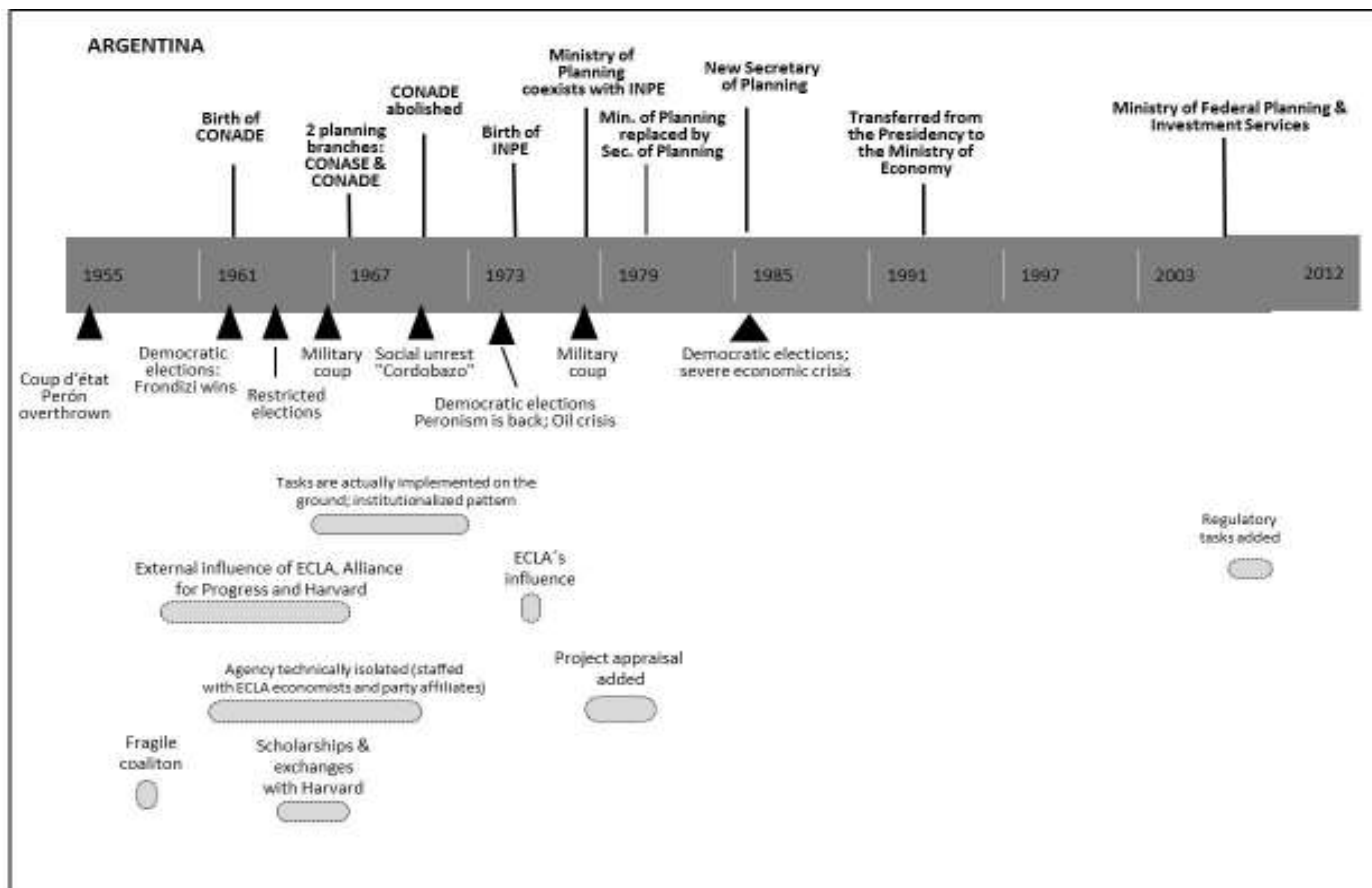 ARGENTINA
Birth of
CONADE
2 planning
branches:
CONASE &
CONADE
CONADE
abolished
Birth of
INPE
Ministry of
Planning
coexists with INPE
Min. of Planning
replaced by
Sec. of Planning
New Secretary
of Planning
Transferred from
the Presidency to
the Ministry of
Economy
Ministry of Federal Planning &
Investment Services
1955
1961
1967
1973
1979
1985
1991
1997
2003
2012
Coup d'état
Perón
overthrown
Democratic
elections:
Frondizi wins
Restricted
elections
Military
coup
Social unrest
"Cordobazo"
Democratic elections
Peronism is back; Oil crisis
Military
coup
Democratic elections;
severe economic crisis
Tasks are actually implemented on the
ground; institutionalized pattern
External influence of ECLA, Alliance
for Progress and Harvard
ECLA´s
influence
Regulatory
tasks added
Agency technically isolated (staffed
with ECLA economists and party affiliates)
Project appraisal
added
Fragile
coaliton
Scholarships &
exchanges
with Harvard